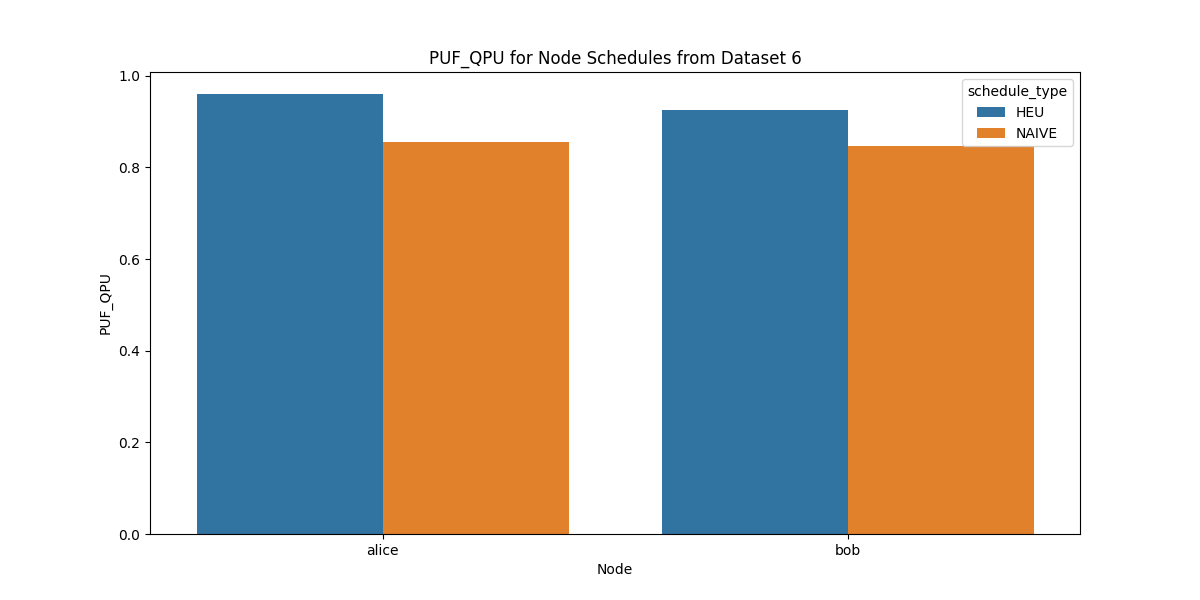 PUF_QPU for Node Schedules from Dataset 6
schedule_type
HEU
NAIVE
PUF_QPU
1.0
0.8
0.6
0.4
0.2
0.0
alice
bob
Node